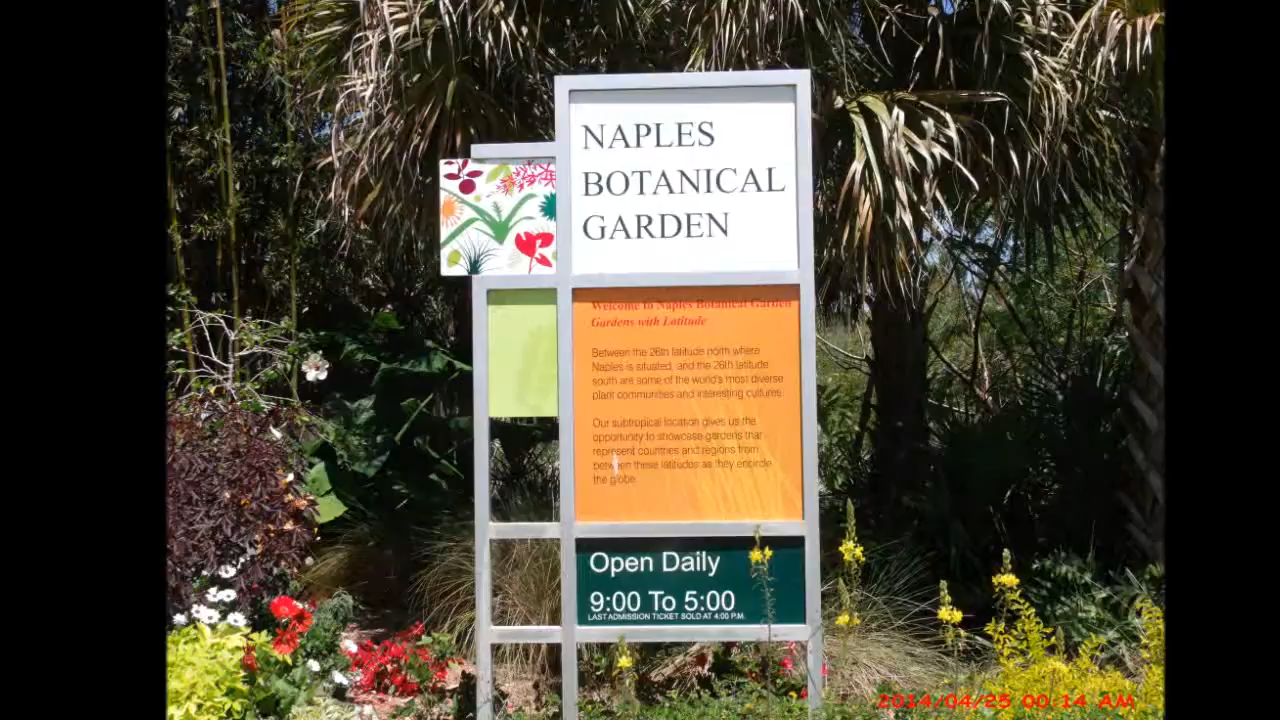 NAPLES
BOTANICAL
GARDEN
Welcome to Naples Botanical Garden
Gardens with Latitude
Between the 26th latitude north where
Naples is situated, and the 26th latitude
south are some of the world's most diverse
plant communities and interesting cultures.
Our subtropical location gives us the
opportunity to showcase gardens that
represent countries and regions from
between these latitudes as they encircle
the globe.
Open Daily
9:00 To 5:00
LAST ADMISSION TICKET SOLD AT 4:00 P.M.
2014/04/25 00:14 AM